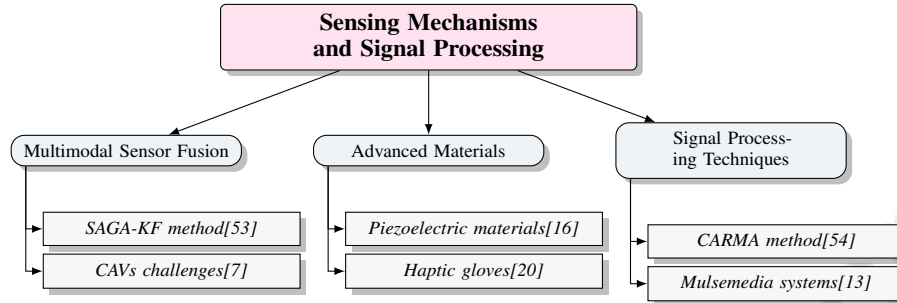 Sensing Mechanisms
and Signal Processing
Multimodal Sensor Fusion
SAGA-KF method[53]
CAVs challenges[7]
Advanced Materials
Piezoelectric materials[16]
Haptic gloves[20]
Signal Process-
ing Techniques
CARMA method[54]
Mulsemedia systems[13]